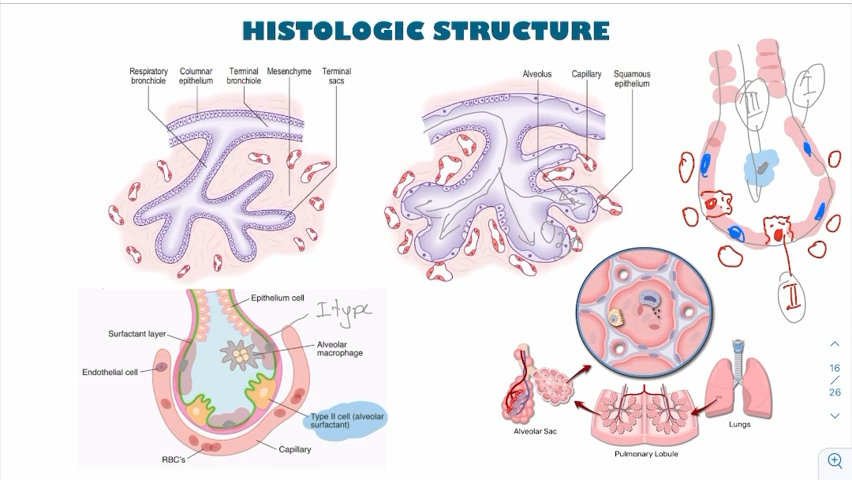 HISTOLOGIC STRUCTURE
Respiratory
bronchiole
Columnar
epithelium
Terminal
bronchiole
Mesenchyme
Terminal
sacs
Alveolus
Capillary
Squamous
epithelium
III
I
II
Epithelium cell
I type
Surfactant layer
Alveolar
macrophage
Endothelial cell
Type II cell (alveolar
surfactant)
Capillary
RBC's
Alveolar Sac
Pulmonary Lobule
Lungs
16
/
26